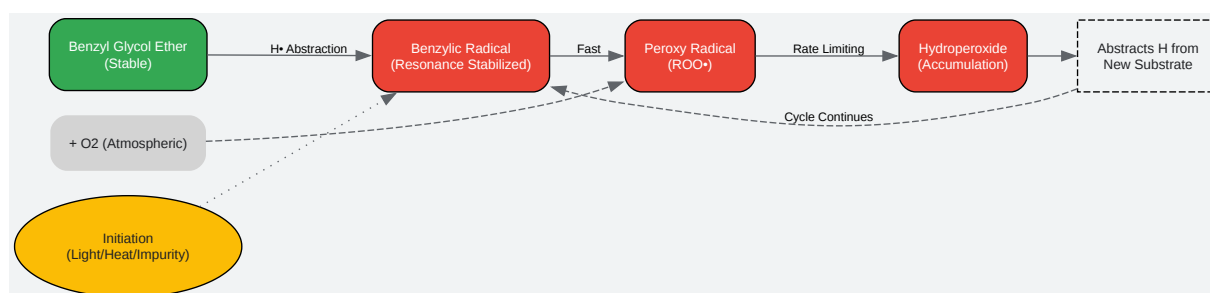 Benzyl Glycol Ether
(Stable)
H• Abstraction
Benzylic Radical
(Resonance Stabilized)
Fast
Peroxy Radical
(ROO•)
Rate Limiting
Hydroperoxide
(Accumulation)
Abstracts H from
New Substrate
Cycle Continues
+ O2 (Atmospheric)
Initiation
(Light/Heat/Impurity)